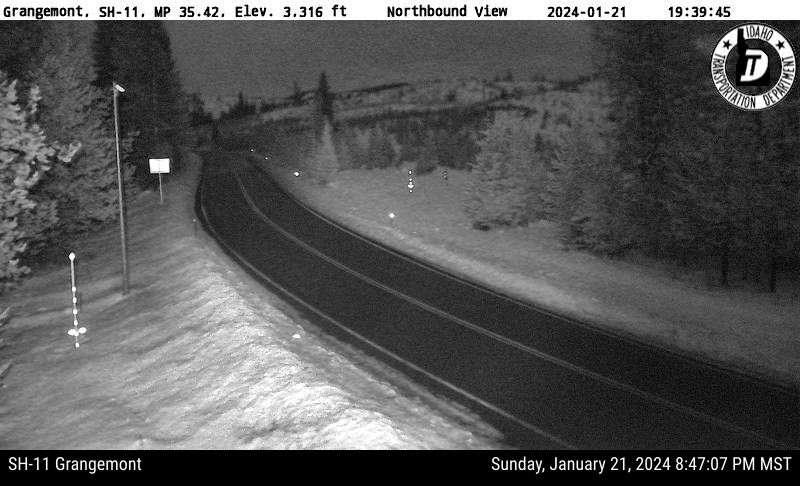 Grangemont, SH-11, MP 35.42, Elev. 3,316 ft Northbound View 2024-01-21 19:39:45
IDAHO
TRANSPORTATION DEPARTMENT
SH-11 Grangemont Sunday, January 21, 2024 8:47:07 PM MST